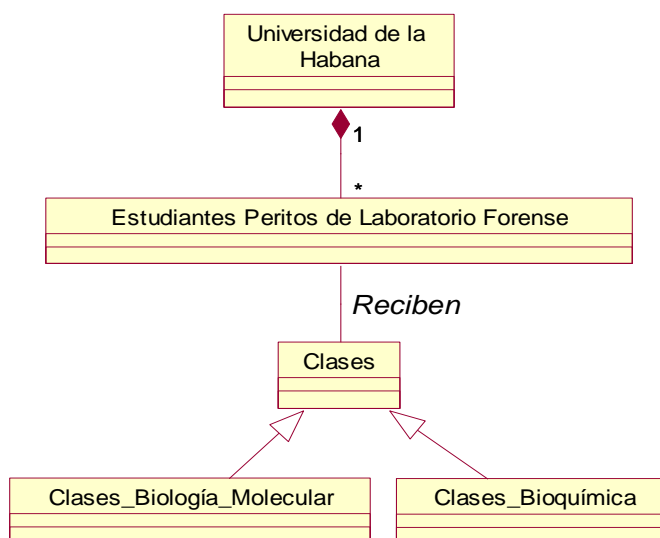 Universidad de la
Habana
1
*
Estudiantes Peritos de Laboratorio Forense
Reciben
Clases
Clases_Biología_Molecular
Clases_Bioquímica